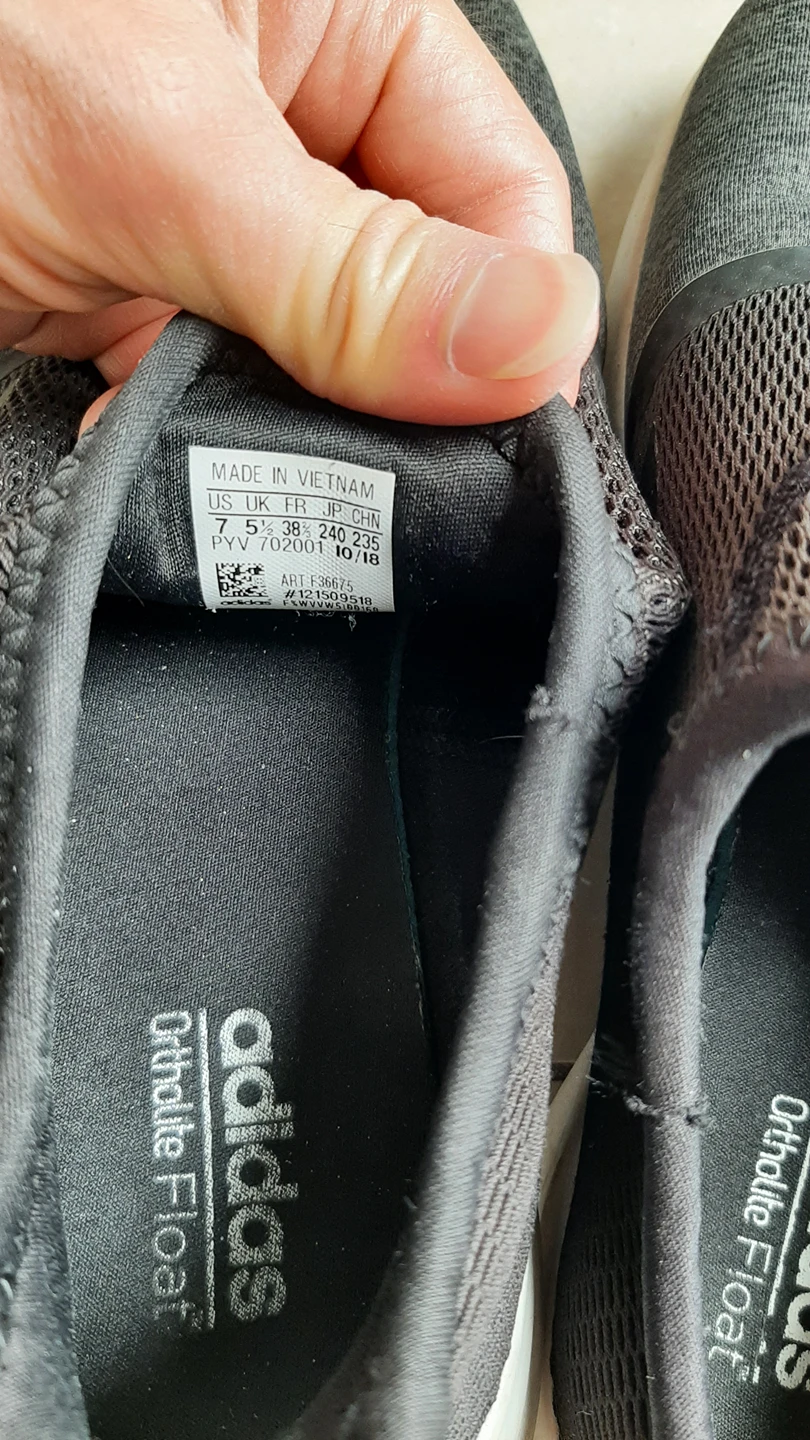 MADE IN VIETNAM
US UK FR JP CHN
7 5½ 38⅔ 240 235
PYV 702001 10/18
ART F36675
#121509518
adidas
adidas
Ortholite Float
Ortholite Float